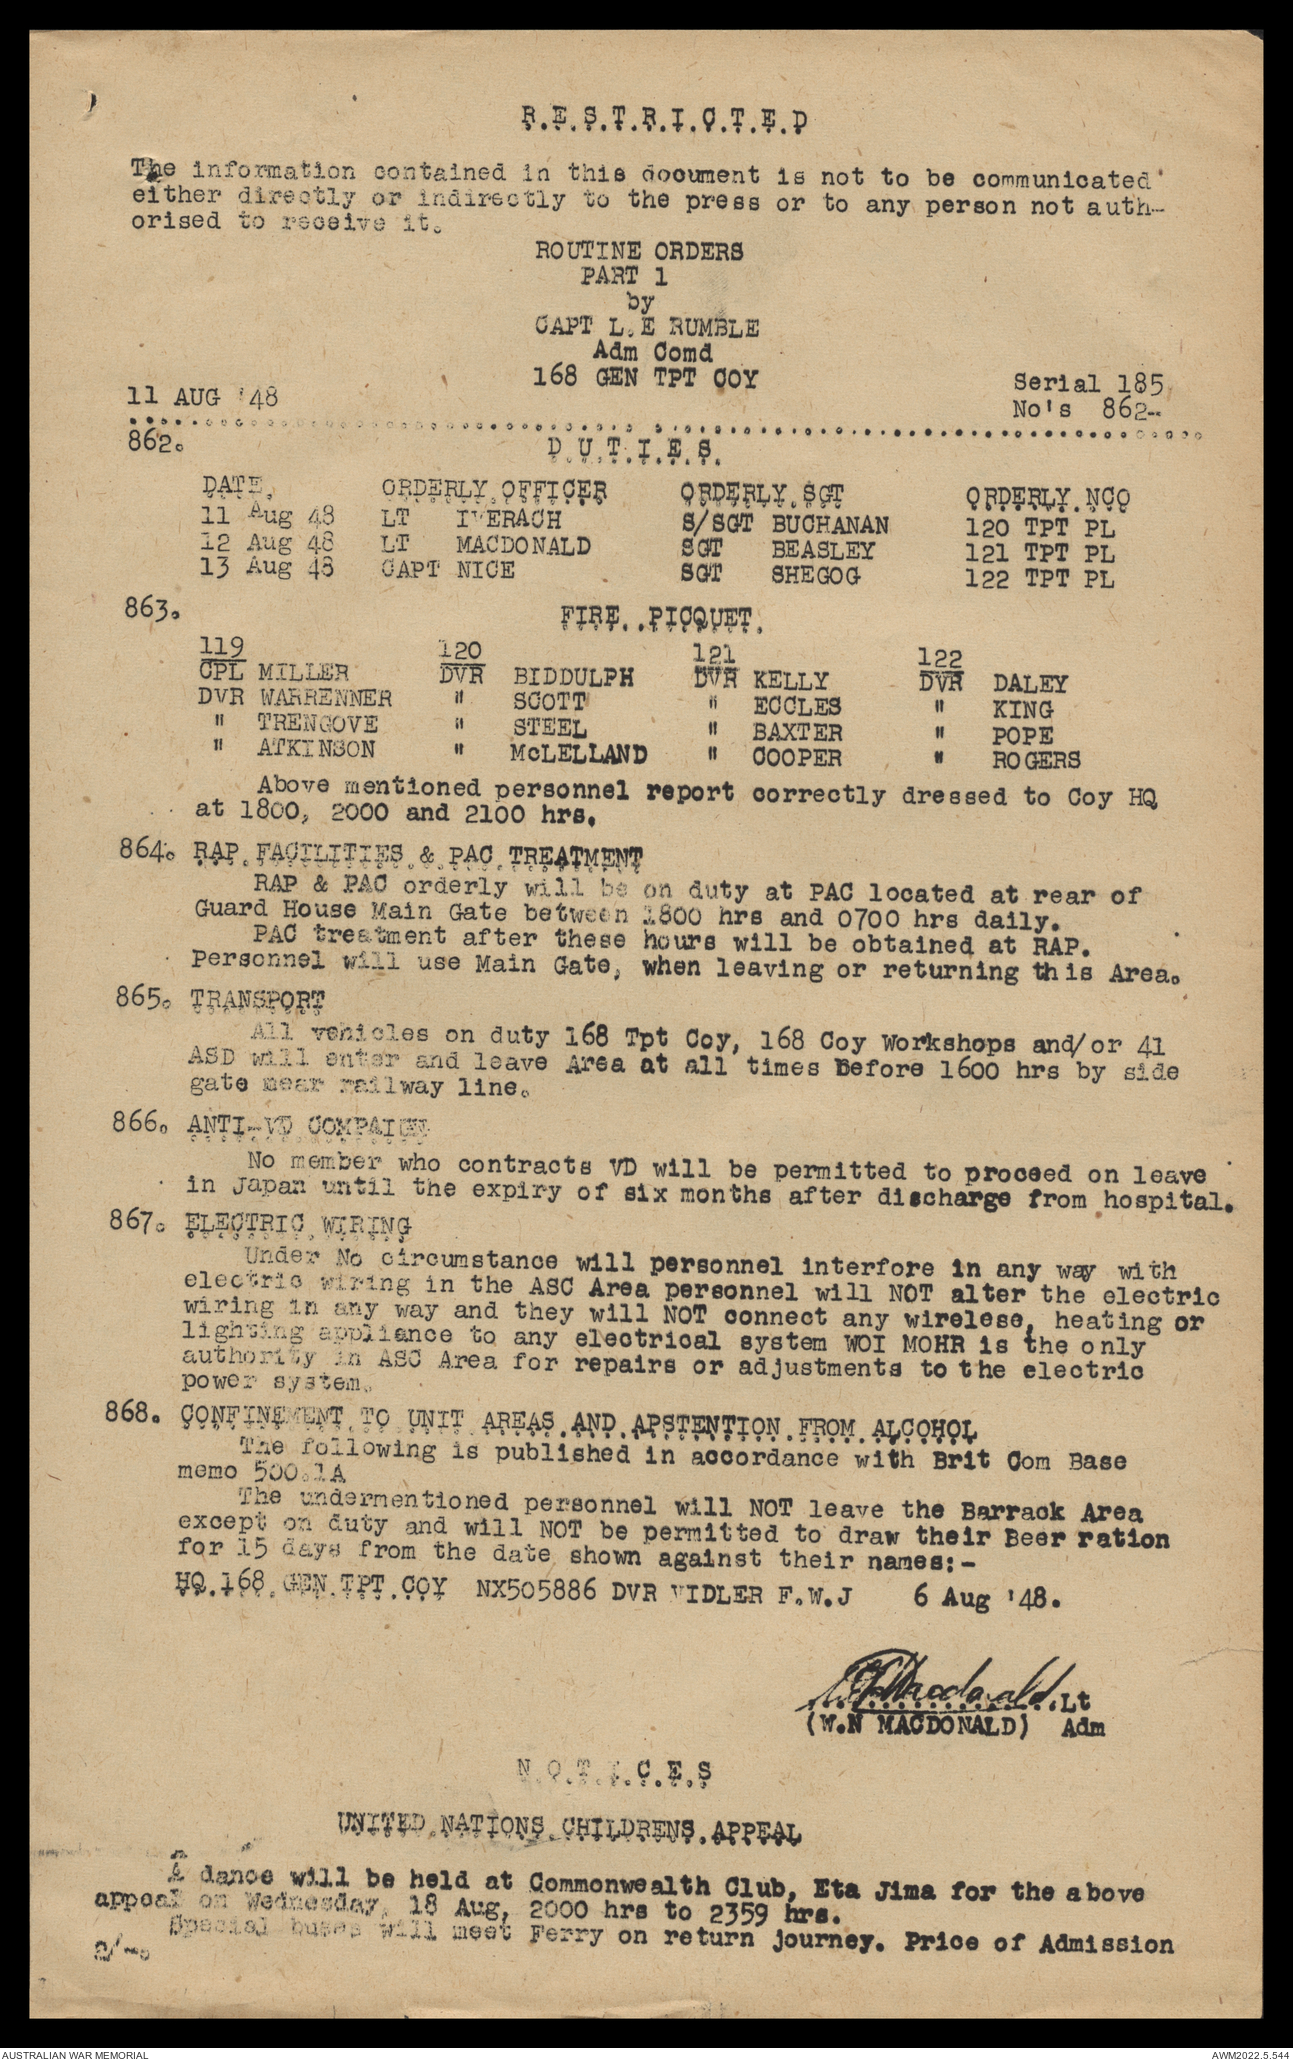 R.E.S.T.R.I.C.T.E.D
The information contained in this document is not to be communicated
either directly or indirectly to the press or to any person not auth-
orised to receive it.
ROUTINE ORDERS
PART 1
by
CAPT L.E RUMBLE
Adm Comd
168 GEN TPT COY
11 AUG '48
Serial 185
No's 862--
862. D.U.T.I.E.S.
DATE. ORDERLY.OFFICER ORDERLY.SGT ORDERLY.NCO
11 Aug 48 LT IVERACH S/SGT BUCHANAN 120 TPT PL
12 Aug 48 LT MACDONALD SGT BEASLEY 121 TPT PL
13 Aug 48 CAPT NICE SGT SHEGOG 122 TPT PL
863. FIRE..PICQUET.
119 120 121 122
CPL MILLER DVR BIDDULPH DVR KELLY DVR DALEY
DVR WARRENNER " SCOTT " ECCLES " KING
" TRENGOVE " STEEL " BAXTER " POPE
" ATKINSON " McLELLAND " COOPER " ROGERS
Above mentioned personnel report correctly dressed to Coy HQ
at 1800, 2000 and 2100 hrs.
864. RAP.FACILITIES.&.PAC.TREATMENT
RAP & PAC orderly will be on duty at PAC located at rear of
Guard House Main Gate between 1800 hrs and 0700 hrs daily.
PAC treatment after these hours will be obtained at RAP.
Personnel will use Main Gate, when leaving or returning this Area.
865. TRANSPORT
All vehicles on duty 168 Tpt Coy, 168 Coy Workshops and/or 41
ASD will enter and leave Area at all times Before 1600 hrs by side
gate mear railway line.
866. ANTI-VD COMPAIGN
No member who contracts VD will be permitted to proceed on leave
in Japan until the expiry of six months after discharge from hospital.
867. ELECTRIC.WIRING
Under No circumstance will personnel interfore in any way with
electric wiring in the ASC Area personnel will NOT alter the electric
wiring in any way and they will NOT connect any wirelese, heating or
lighting appliance to any electrical system WOI MOHR is the only
authority in ASC Area for repairs or adjustments to the electric
power system.
868. CONFINEMENT.TO.UNIT.AREAS.AND.APSTENTION.FROM.ALCOHOL
The following is published in accordance with Brit Com Base
memo 500.1A
The undermentioned personnel will NOT leave the Barrack Area
except on duty and will NOT be permitted to draw their Beer ration
for 15 days from the date shown against their names:-
HQ.168.GEN.TPT.COY NX505886 DVR VIDLER F.W.J 6 Aug '48.
Macdonald Lt
(W.N MACDONALD) Adm
N.O.T.I.C.E.S
UNITED.NATIONS.CHILDRENS.APPEAL
A dance will be held at Commonwealth Club, Eta Jima for the above
appeal on Wednesday, 18 Aug, 2000 hrs to 2359 hrs.
Special buses will meet Ferry on return journey. Price of Admission
2/-.
AUSTRALIAN WAR MEMORIAL
AWM2022.5.544